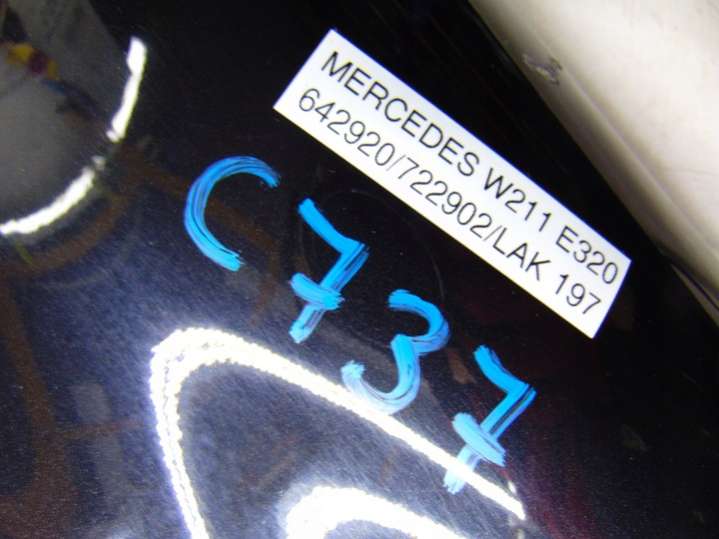 MERCEDES W211 E320
642920/722902/LAK 197
C737